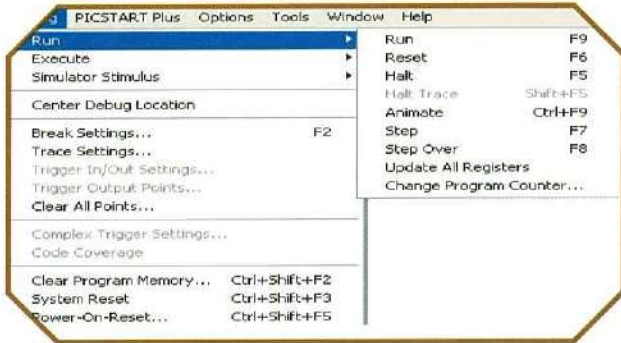 g PICSTART Plus Options Tools Window Help
Run
Execute
Simulator Stimulus
Center Debug Location
Break Settings... F2
Trace Settings...
Trigger In/Out Settings...
Trigger Output Points...
Clear All Points...
Complex Trigger Settings...
Code Coverage
Clear Program Memory... Ctrl+Shift+F2
System Reset Ctrl+Shift+F3
Power-On-Reset... Ctrl+Shift+F5
Run F9
Reset F6
Halt F5
Halt Trace Shift+F5
Animate Ctrl+F9
Step F7
Step Over F8
Update All Registers
Change Program Counter...